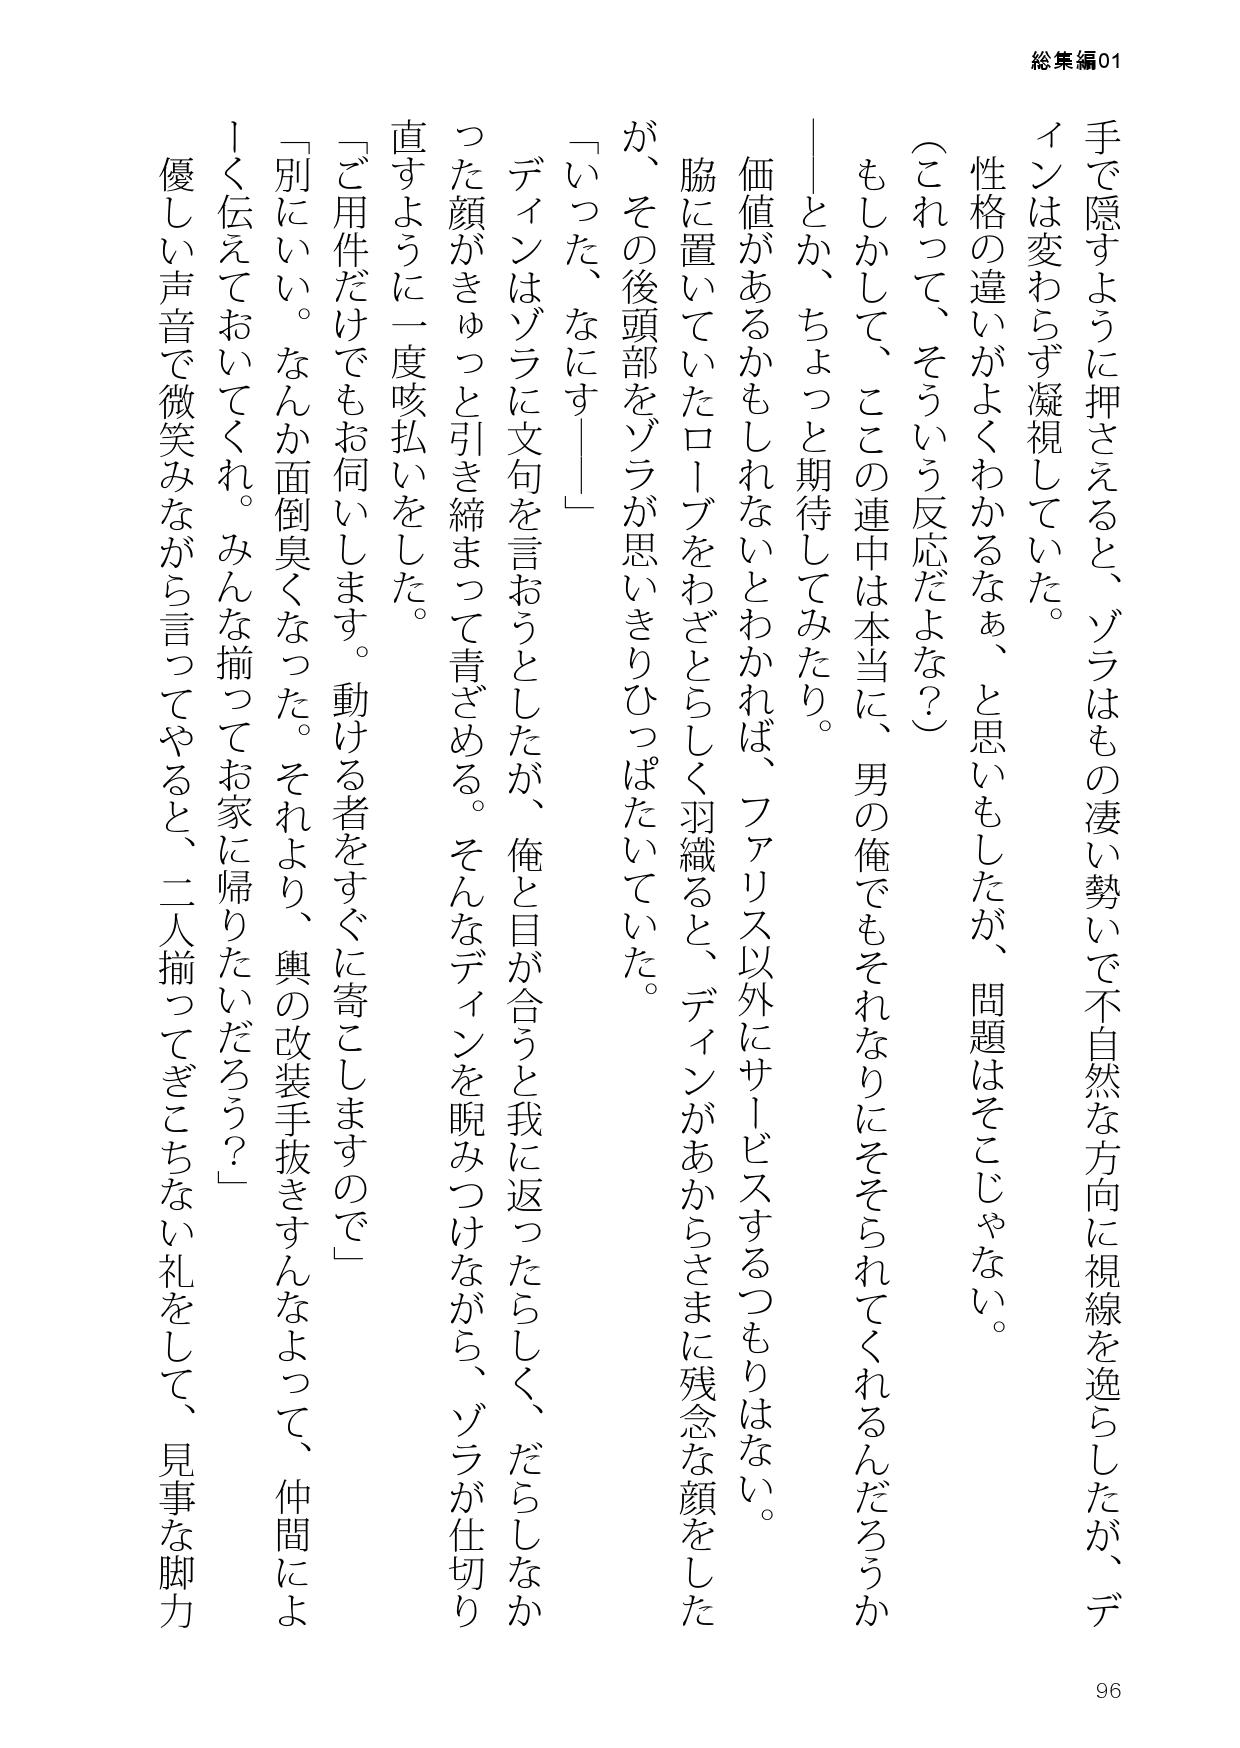 総集編01
手で隠すように押さえると、ゾラはもの凄い勢いで不自然な方向に視線を逸らしたが、デ
ィンは変わらず凝視していた。
性格の違いがよくわかるなぁ、と思いもしたが、問題はそこじゃない。
（これって、そういう反応だよな？）
もしかして、ここの連中は本当に、男の俺でもそれなりにそそられてくれるんだろうか
――とか、ちょっと期待してみたり。
価値があるかもしれないとわかれば、ファリス以外にサービスするつもりはない。
脇に置いていたローブをわざとらしく羽織ると、ディンがあからさまに残念な顔をした
が、その後頭部をゾラが思いきりひっぱたいていた。
「いった、なにす――」
ディンはゾラに文句を言おうとしたが、俺と目が合うと我に返ったらしく、だらしなか
った顔がきゅっと引き締まって青ざめる。そんなディンを睨みつけながら、ゾラが仕切り
直すように一度咳払いをした。
「ご用件だけでもお伺いします。動ける者をすぐに寄こしますので」
「別にいい。なんか面倒臭くなった。それより、輿の改装手抜きすんなよって、仲間によ
ーく伝えておいてくれ。みんな揃ってお家に帰りたいだろう？」
優しい声音で微笑みながら言ってやると、二人揃ってぎこちない礼をして、見事な脚力
96